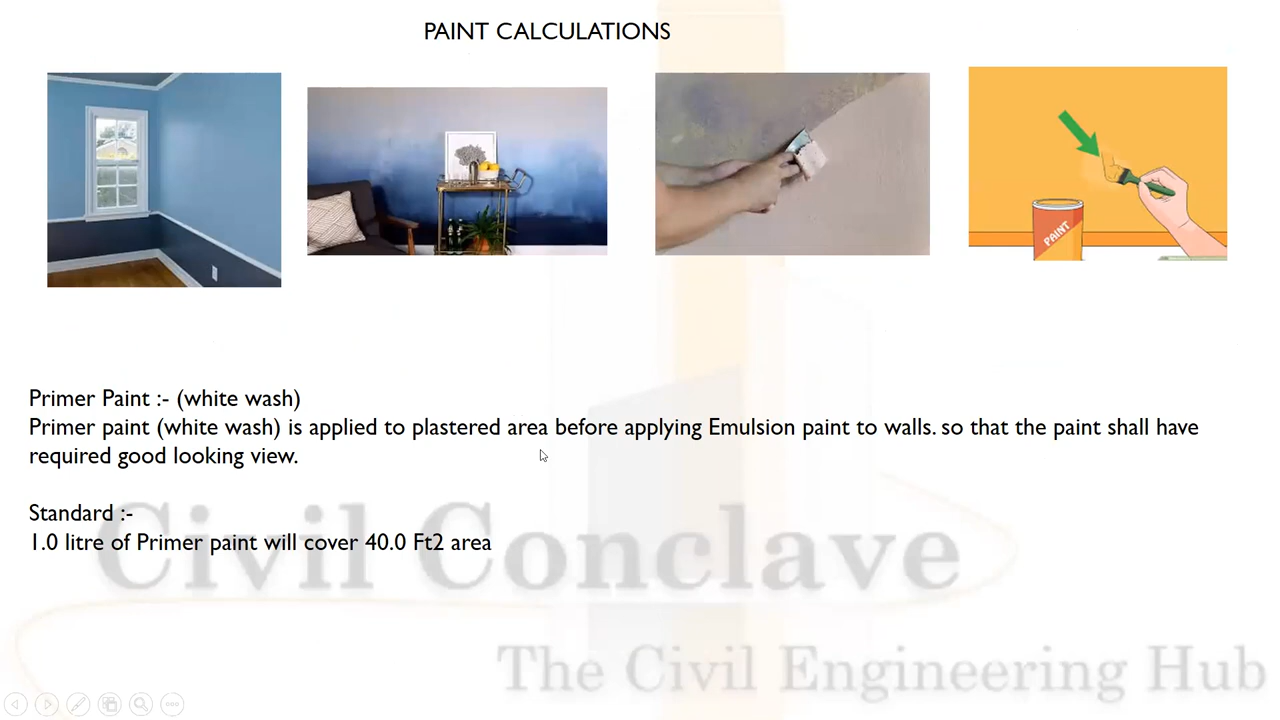 PAINT CALCULATIONS
PAINT
Primer Paint :- (white wash)
Primer paint (white wash) is applied to plastered area before applying Emulsion paint to walls. so that the paint shall have
required good looking view.
Standard :-
1.0 litre of Primer paint will cover 40.0 Ft2 area
Civil Conclave
The Civil Engineering Hub